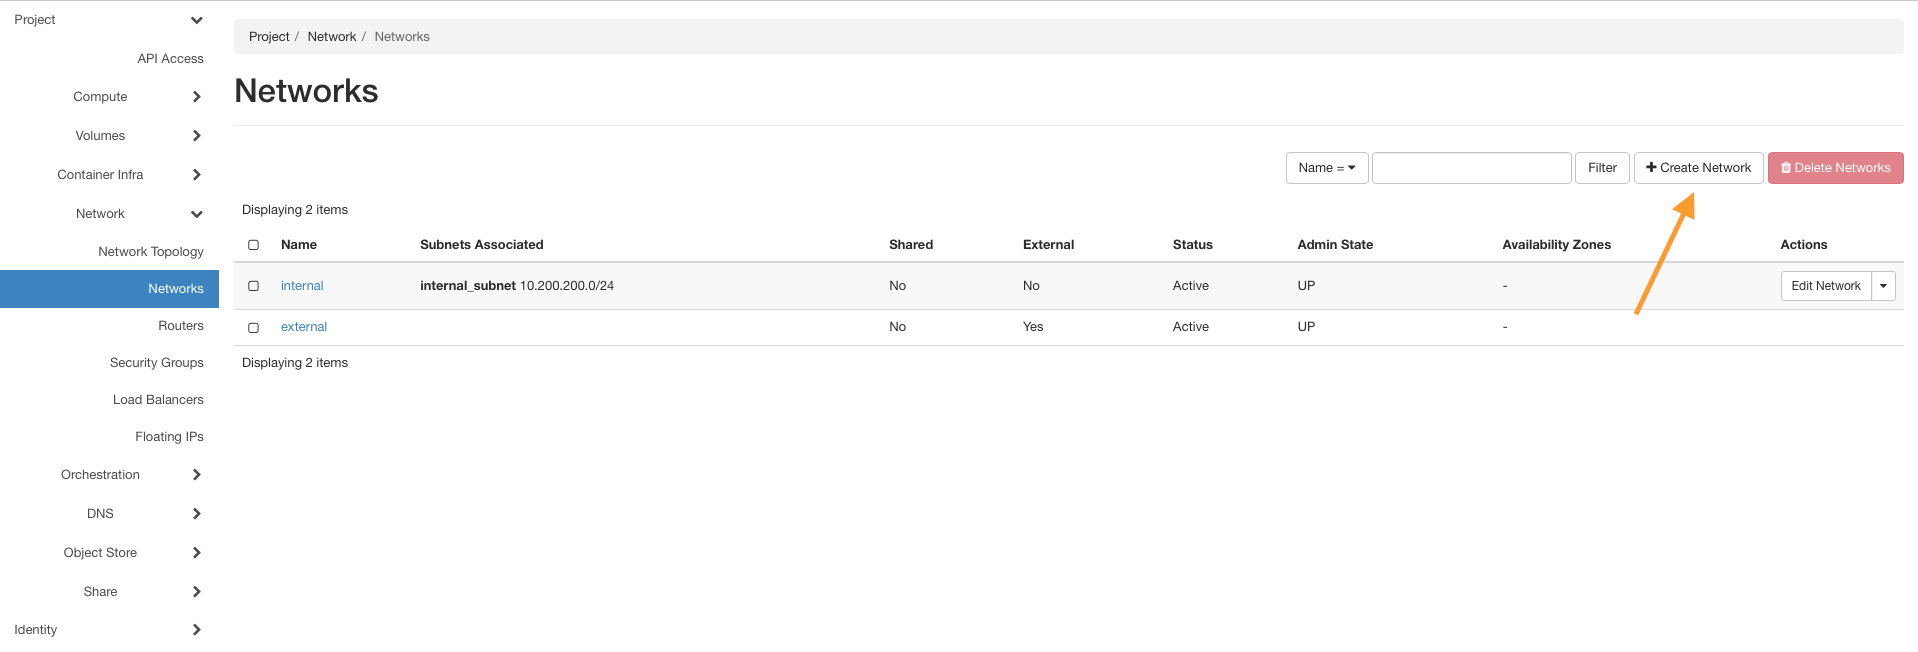 Project
API Access
Compute
Volumes
Container Infra
Network
Network Topology
Networks
Routers
Security Groups
Load Balancers
Floating IPs
Orchestration
DNS
Object Store
Share
Identity
Project / Network / Networks
Networks
Name = Filter Create Network Delete Networks
Displaying 2 items
Name Subnets Associated Shared External Status Admin State Availability Zones Actions
internal internal_subnet 10.200.200.0/24 No No Active UP - Edit Network
external No Yes Active UP -
Displaying 2 items